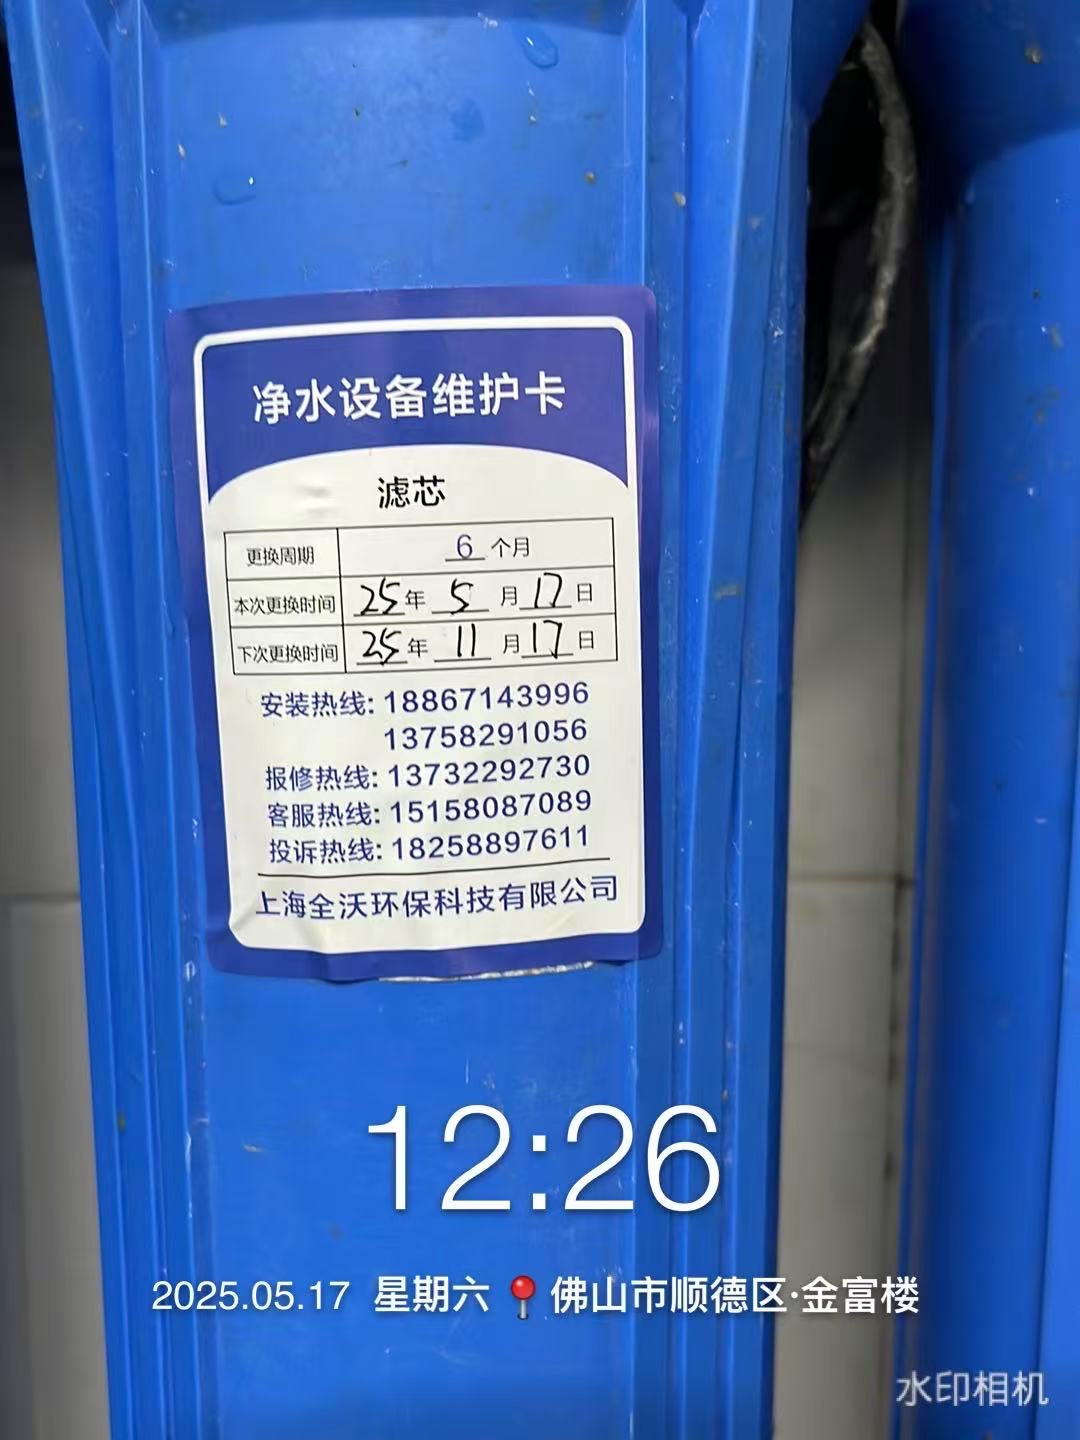 净水设备维护卡
滤芯
更换周期 6 个月
本次更换时间 25 年 5 月 17 日
下次更换时间 25 年 11 月 17 日
安装热线: 18867143996
13758291056
报修热线: 13732292730
客服热线: 15158087089
投诉热线: 18258897611
上海全沃环保科技有限公司
12:26
2025.05.17 星期六 📍佛山市顺德区·金富楼
水印相机